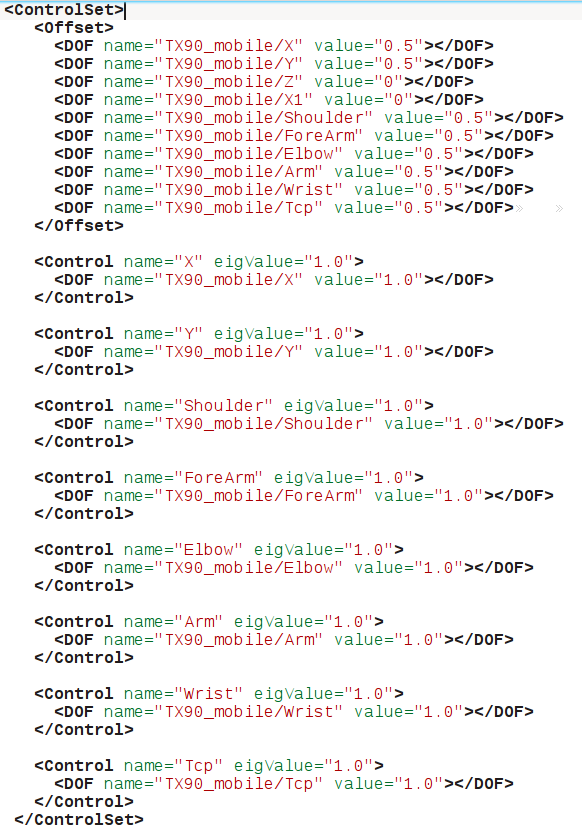 <ControlSet>
<Offset>
<DOF name="TX90_mobile/X" value="0.5"></DOF>
<DOF name="TX90_mobile/Y" value="0.5"></DOF>
<DOF name="TX90_mobile/Z" value="0"></DOF>
<DOF name="TX90_mobile/X1" value="0"></DOF>
<DOF name="TX90_mobile/Shoulder" value="0.5"></DOF>
<DOF name="TX90_mobile/ForeArm" value="0.5"></DOF>
<DOF name="TX90_mobile/Elbow" value="0.5"></DOF>
<DOF name="TX90_mobile/Arm" value="0.5"></DOF>
<DOF name="TX90_mobile/Wrist" value="0.5"></DOF>
<DOF name="TX90_mobile/Tcp" value="0.5"></DOF>» »
</Offset>
<Control name="X" eigValue="1.0">
<DOF name="TX90_mobile/X" value="1.0"></DOF>
</Control>
<Control name="Y" eigValue="1.0">
<DOF name="TX90_mobile/Y" value="1.0"></DOF>
</Control>
<Control name="Shoulder" eigValue="1.0">
<DOF name="TX90_mobile/Shoulder" value="1.0"></DOF>
</Control>
<Control name="ForeArm" eigValue="1.0">
<DOF name="TX90_mobile/ForeArm" value="1.0"></DOF>
</Control>
<Control name="Elbow" eigValue="1.0">
<DOF name="TX90_mobile/Elbow" value="1.0"></DOF>
</Control>
<Control name="Arm" eigValue="1.0">
<DOF name="TX90_mobile/Arm" value="1.0"></DOF>
</Control>
<Control name="Wrist" eigValue="1.0">
<DOF name="TX90_mobile/Wrist" value="1.0"></DOF>
</Control>
<Control name="Tcp" eigValue="1.0">
<DOF name="TX90_mobile/Tcp" value="1.0"></DOF>
</Control>
</ControlSet>